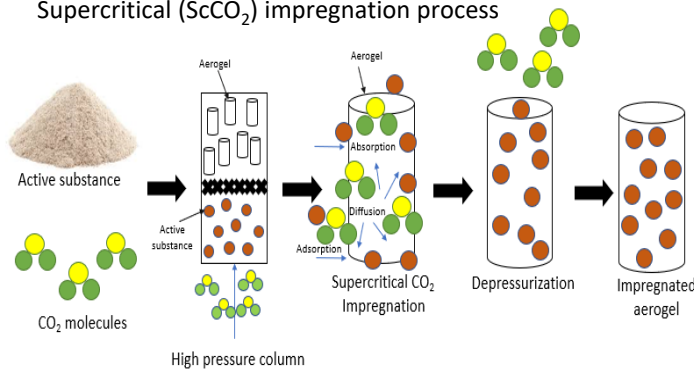 Supercritical (ScCO₂) impregnation process
Aerogel
Aerogel
Absorption
Active substance
Diffusion
Active
substance
Adsorption
Supercritical CO₂
Impregnation
Depressurization
Impregnated
aerogel
CO₂ molecules
High pressure column